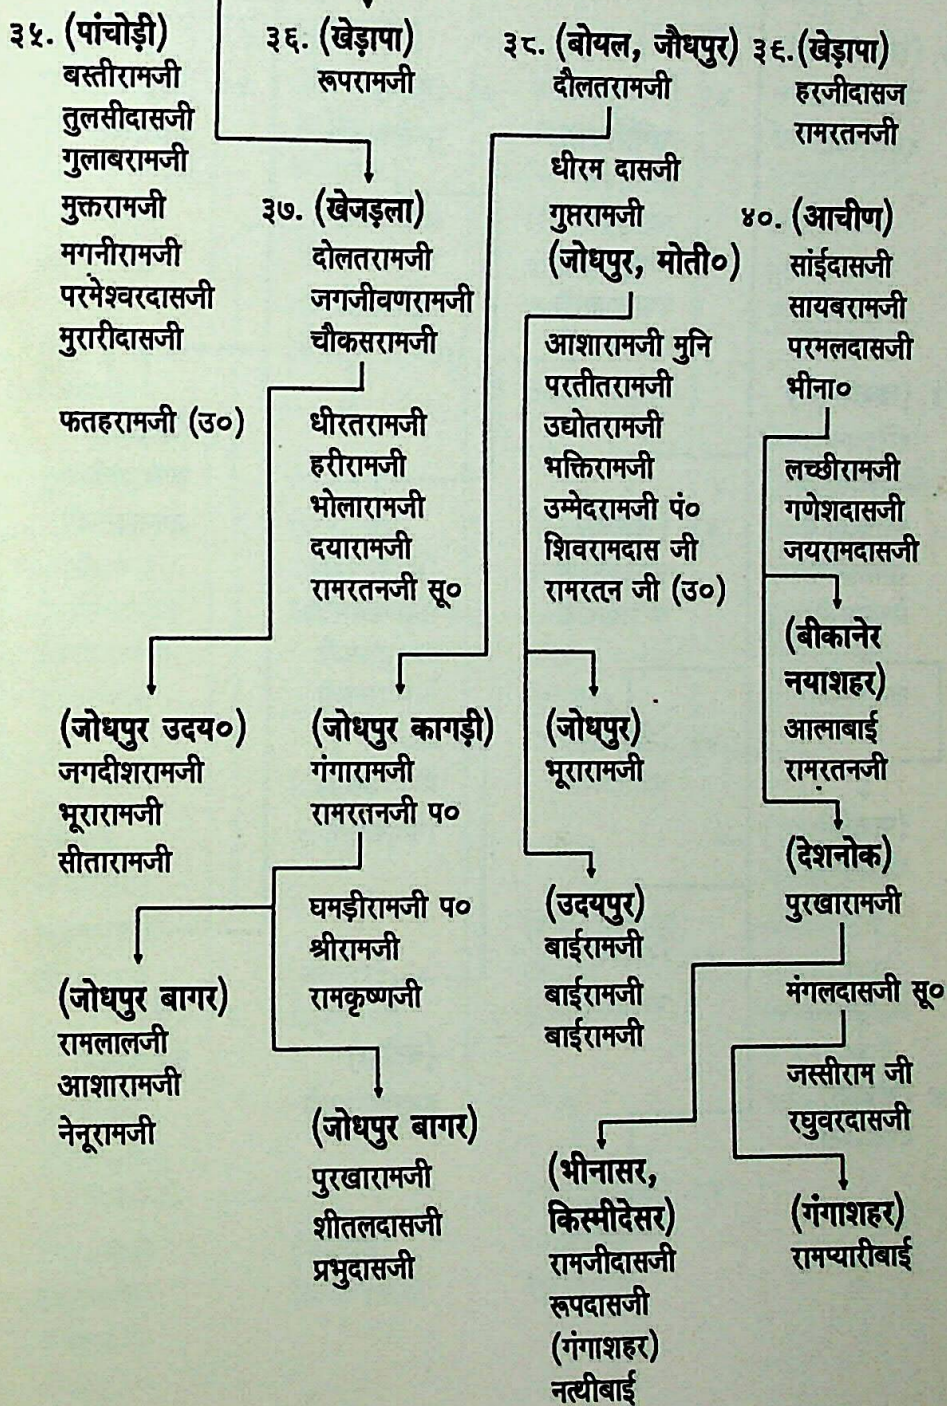 ३५. (पांचोड़ी)
बस्तीरामजी
तुलसीदासजी
गुलाबरामजी
मुक्तरामजी
मगनीरामजी
परमेश्वरदासजी
मुरारीदासजी
फतहरामजी (उ०)
३६. (खेड़ापा)
रूपरामजी
३७. (खेजड़ला)
दोलतरामजी
जगजीवणरामजी
चौकसरामजी
धीरतरामजी
हरीरामजी
भोलारामजी
दयारामजी
रामरतनजी सू०
(जोधपुर उदय०)
जगदीशरामजी
भूरारामजी
सीतारामजी
३८. (बोयल, जौधपुर)
दौलतरामजी
धीरम दासजी
गुप्तरामजी
(जोधपुर, मोती०)
आशारामजी मुनि
परतीतरामजी
उद्योतरामजी
भक्तिरामजी
उम्मेदरामजी पं०
शिवरामदास जी
रामरतन जी (उ०)
(जोधपुर कागड़ी)
गंगारामजी
रामरतनजी प०
घमड़ीरामजी प०
श्रीरामजी
रामकृष्णजी
(जोधपुर बागर)
रामलालजी
आशारामजी
नेनूरामजी
(जोधपुर बागर)
पुरखारामजी
शीतलदासजी
प्रभुदासजी
(जोधपुर)
भूरारामजी
(उदयपुर)
बाईरामजी
बाईरामजी
बाईरामजी
३९. (खेड़ापा)
हरजीदासज
रामरतनजी
४०. (आचीण)
सांईदासजी
सायबरामजी
परमलदासजी
भीना०
लच्छीरामजी
गणेशदासजी
जयरामदासजी
(बीकानेर
नयाशहर)
आत्माबाई
रामरतनजी
(देशनोक)
पुरखारामजी
मंगलदासजी सू०
जस्सीराम जी
रघुवरदासजी
(भीनासर,
किस्मीदेसर)
रामजीदासजी
रूपदासजी
(गंगाशहर)
नत्थीबाई
(गंगाशहर)
रामप्यारीबाई